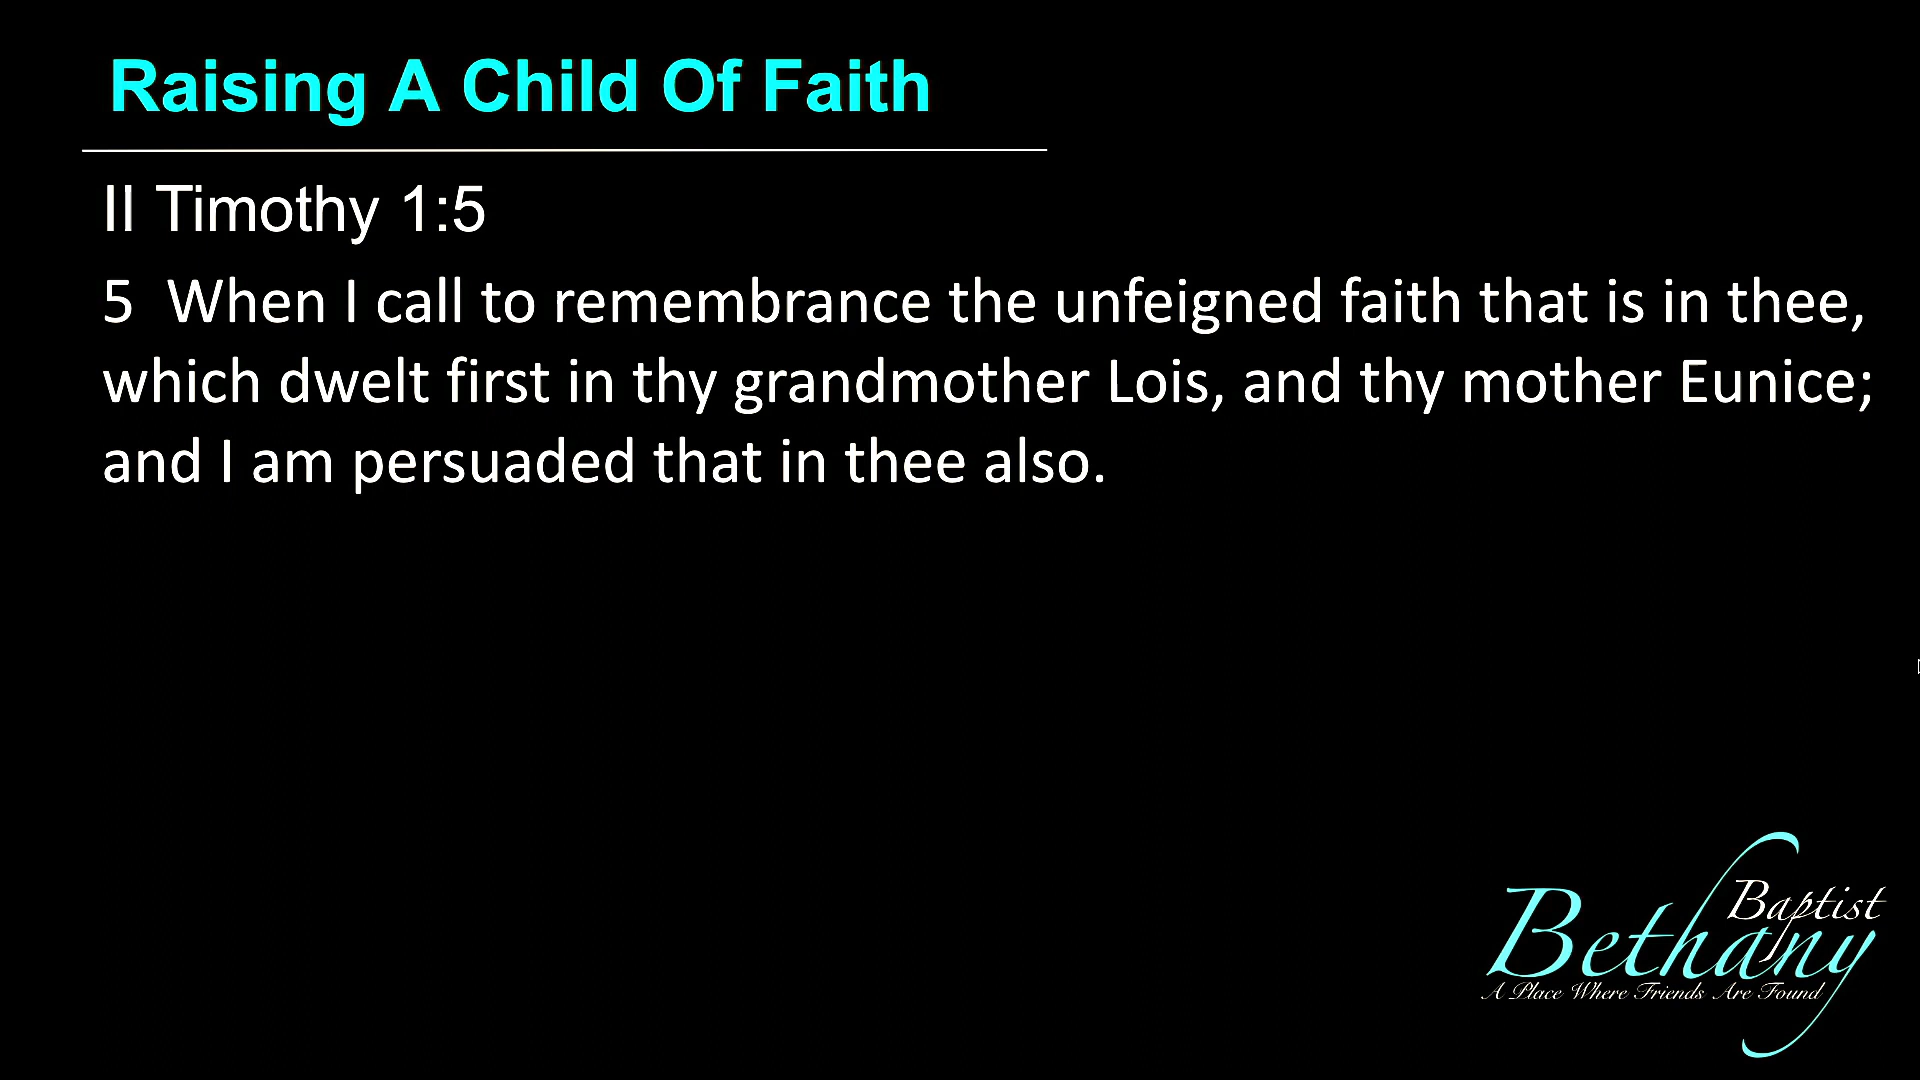 Raising A Child Of Faith
II Timothy 1:5
5 When I call to remembrance the unfeigned faith that is in thee,
which dwelt first in thy grandmother Lois, and thy mother Eunice;
and I am persuaded that in thee also.
Baptist
Bethany
A Place Where Friends Are Found